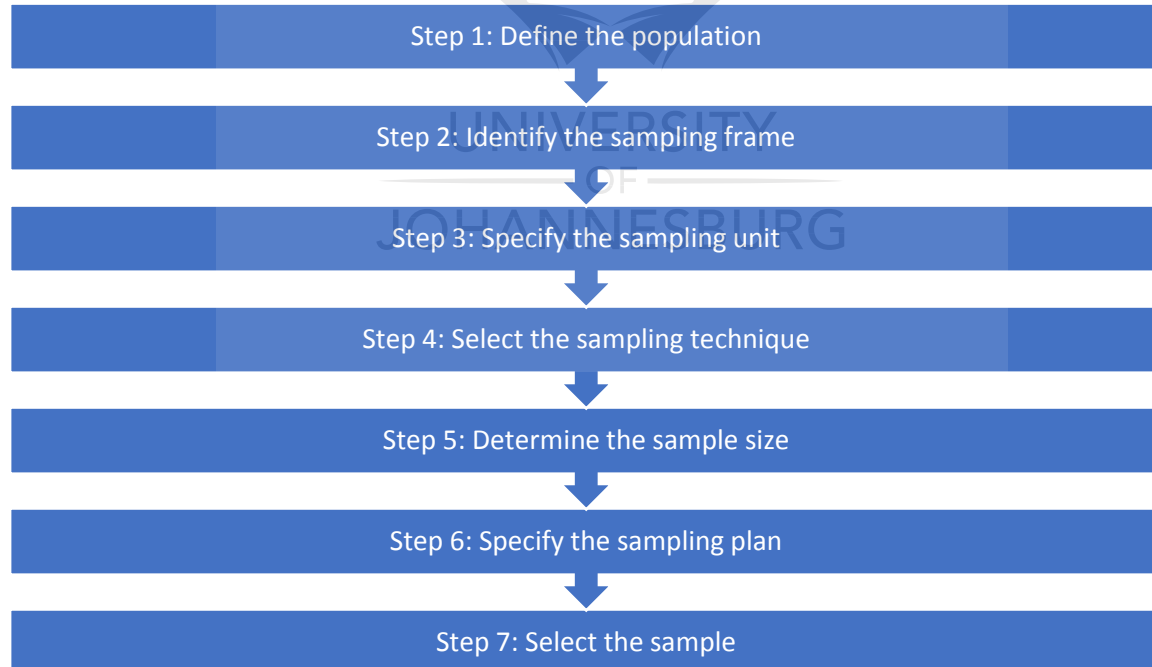 Step 1: Define the population
Step 2: Identify the sampling frame
UNIVERSITY
OF
Step 3: Specify the sampling unit
JOHANNESBURG
Step 4: Select the sampling technique
Step 5: Determine the sample size
Step 6: Specify the sampling plan
Step 7: Select the sample